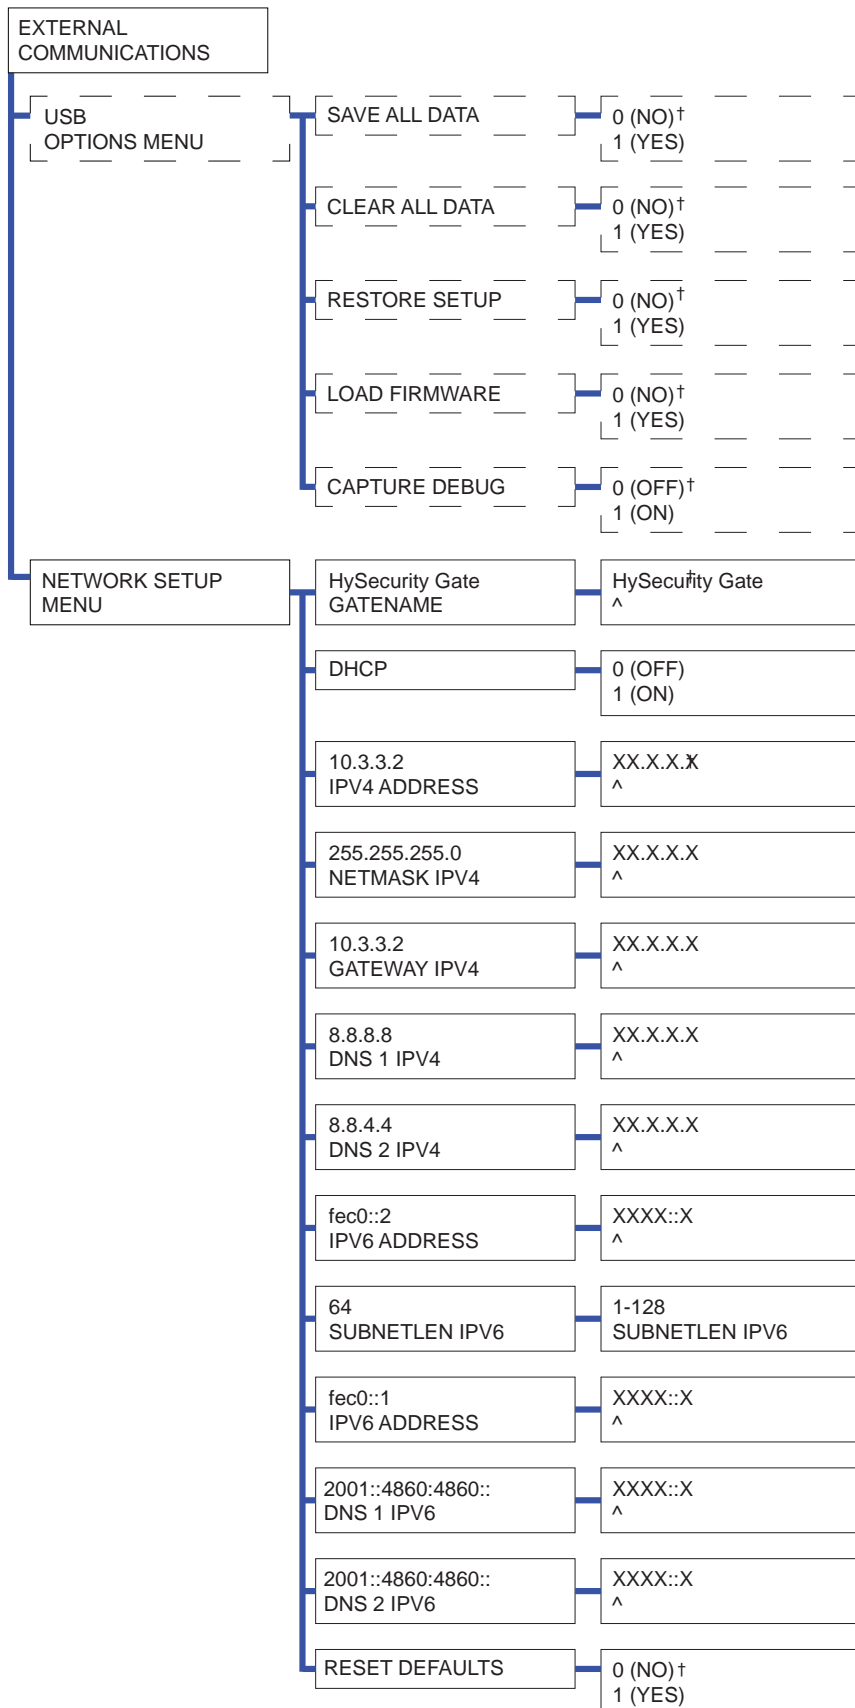 EXTERNAL
COMMUNICATIONS
USB
OPTIONS MENU
SAVE ALL DATA
0 (NO)†
1 (YES)
CLEAR ALL DATA
0 (NO)†
1 (YES)
RESTORE SETUP
0 (NO)†
1 (YES)
LOAD FIRMWARE
0 (NO)†
1 (YES)
CAPTURE DEBUG
0 (OFF)†
1 (ON)
NETWORK SETUP
MENU
HySecurity Gate
GATENAME
HySecurity Gate†
^
DHCP
0 (OFF)
1 (ON)
10.3.3.2
IPV4 ADDRESS
XX.X.X.X†
^
255.255.255.0
NETMASK IPV4
XX.X.X.X
^
10.3.3.2
GATEWAY IPV4
XX.X.X.X
^
8.8.8.8
DNS 1 IPV4
XX.X.X.X
^
8.8.4.4
DNS 2 IPV4
XX.X.X.X
^
fec0::2
IPV6 ADDRESS
XXXX::X
^
64
SUBNETLEN IPV6
1-128
SUBNETLEN IPV6
fec0::1
IPV6 ADDRESS
XXXX::X
^
2001::4860:4860::
DNS 1 IPV6
XXXX::X
^
2001::4860:4860::
DNS 2 IPV6
XXXX::X
^
RESET DEFAULTS
0 (NO) †
1 (YES)